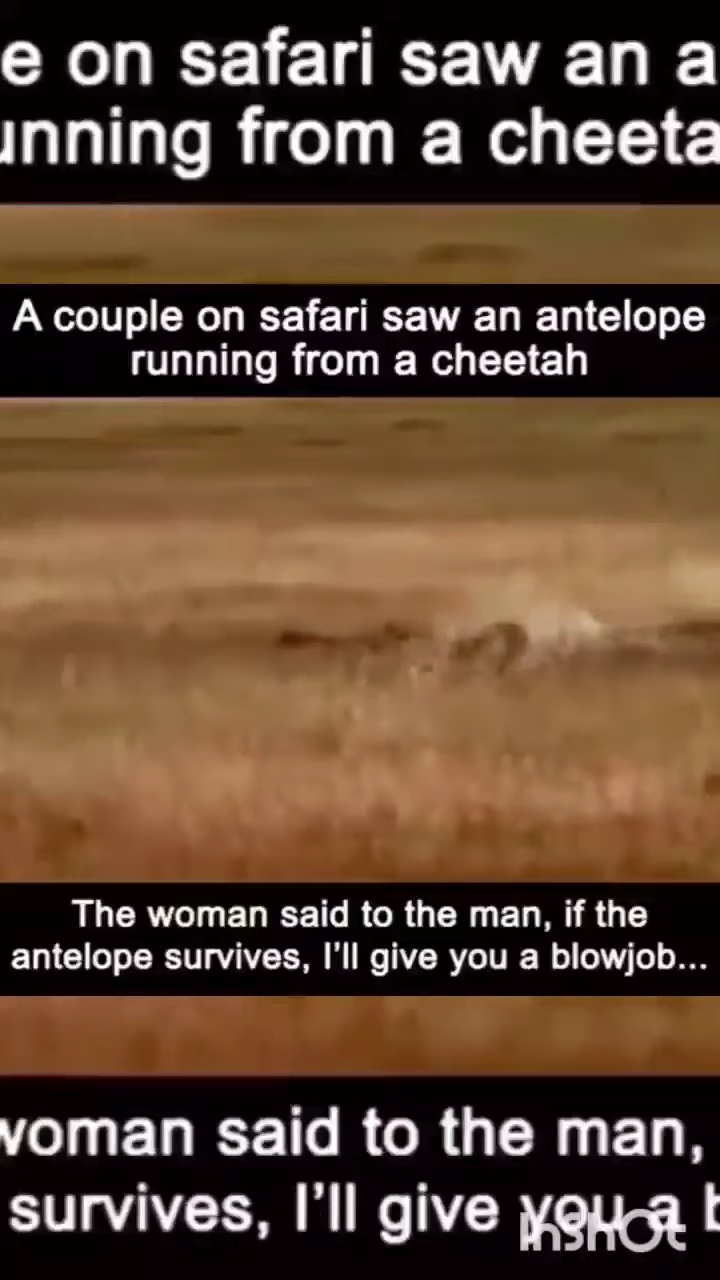 e on safari saw an a
unning from a cheeta
A couple on safari saw an antelope
running from a cheetah
The woman said to the man, if the
antelope survives, I'll give you a blowjob...
woman said to the man,
survives, I'll give you a b
InShOt